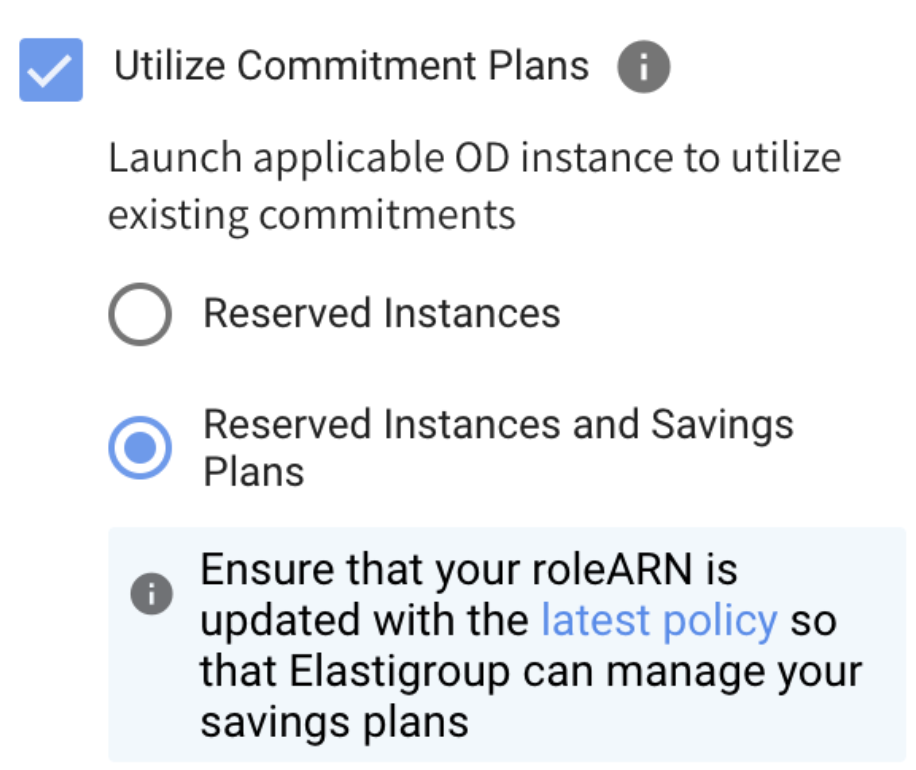 Utilize Commitment Plans
Launch applicable OD instance to utilize
existing commitments
Reserved Instances
Reserved Instances and Savings
Plans
Ensure that your roleARN is
updated with the latest policy so
that Elastigroup can manage your
savings plans